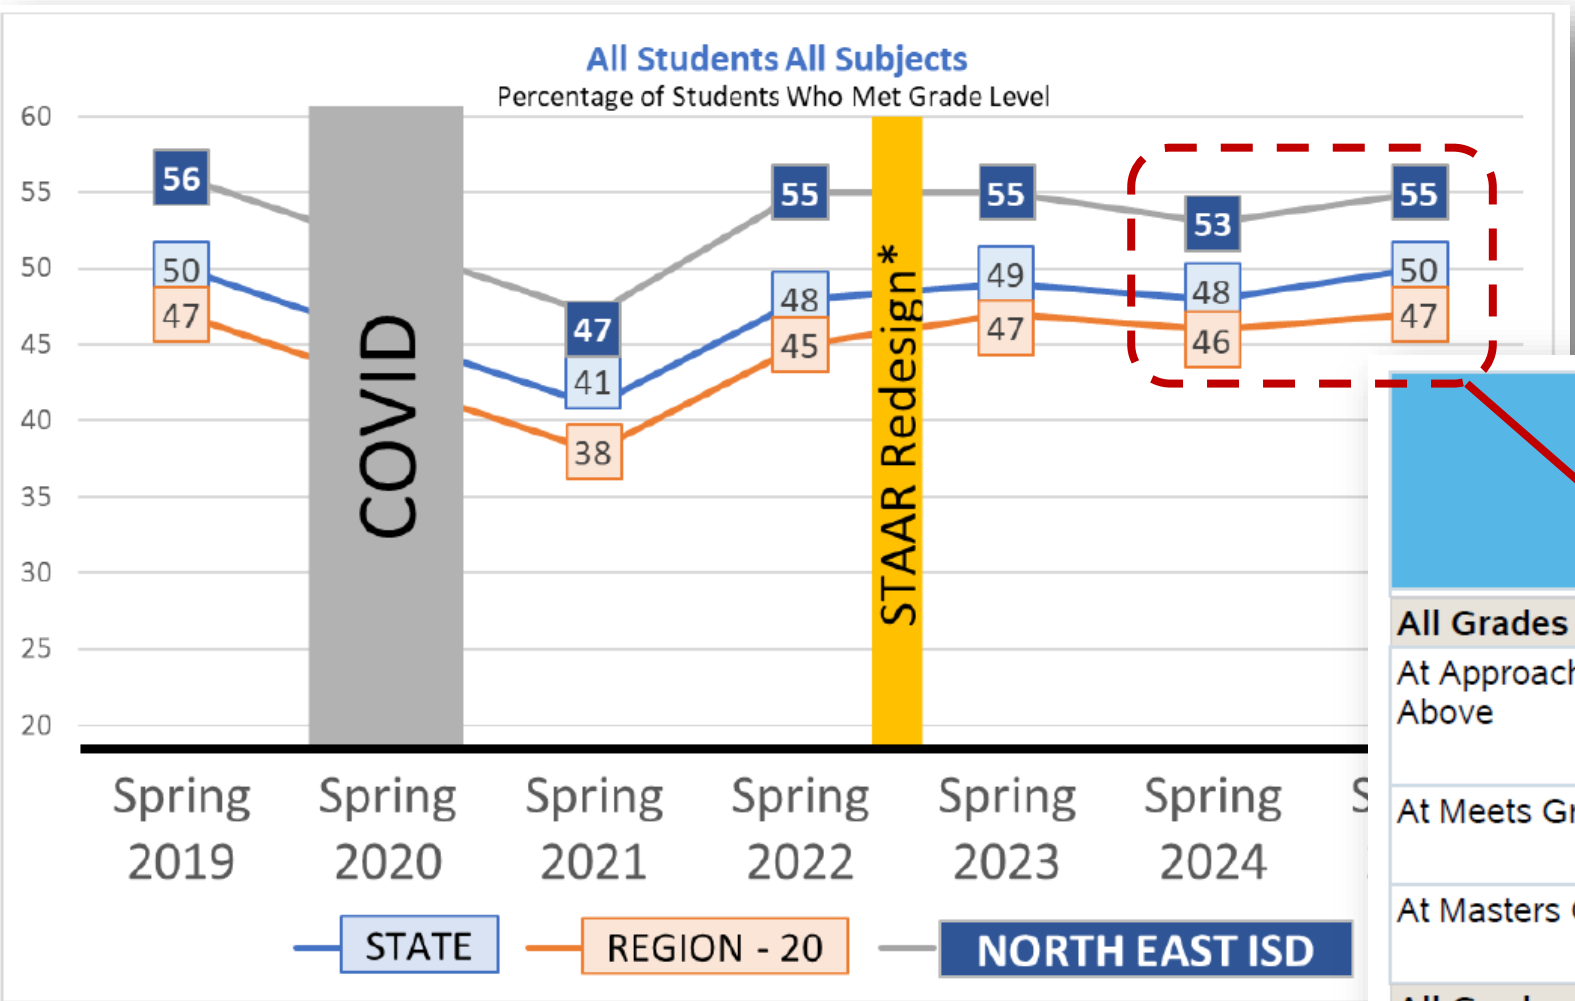 All Students All Subjects
Percentage of Students Who Met Grade Level
60
55
50
45
40
35
30
25
20
56
50
47
COVID
47
41
38
55
48
45
STAAR Redesign*
55
49
47
53
48
46
55
50
47
Spring 2019
Spring 2020
Spring 2021
Spring 2022
Spring 2023
Spring 2024
STATE
REGION - 20
NORTH EAST ISD
All Grades
At Approach
Above
At Meets Gr
At Masters